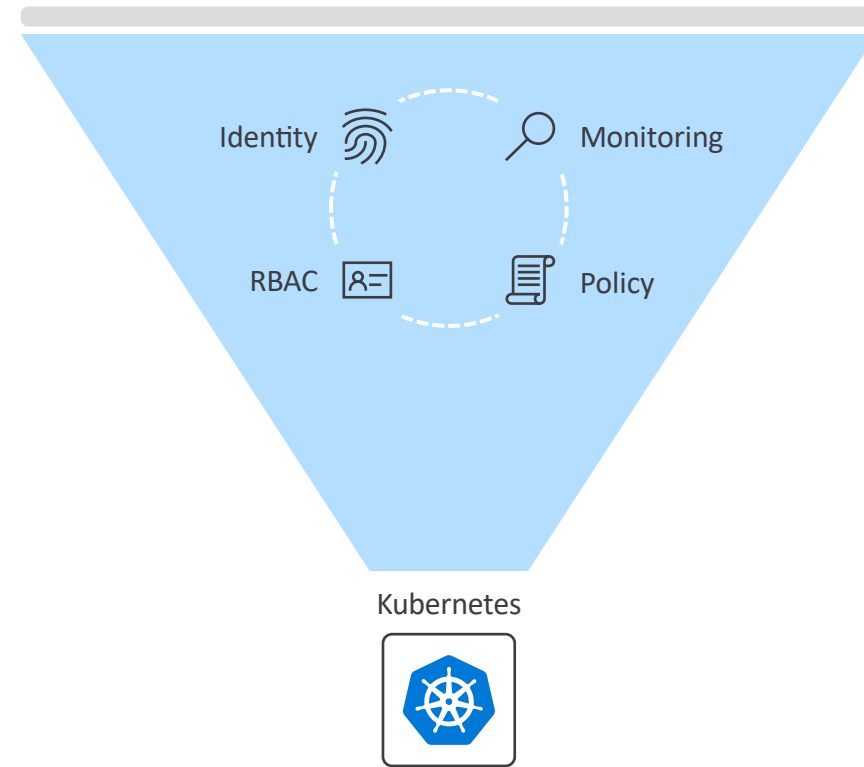 Identity
Monitoring
RBAC
Policy
Kubernetes